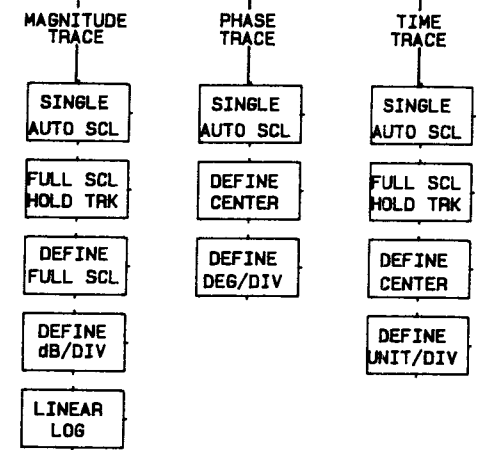 MAGNITUDE
TRACE
SINGLE
AUTO SCL
FULL SCL
HOLD TRK
DEFINE
FULL SCL
DEFINE
dB/DIV
LINEAR
LOG
PHASE
TRACE
SINGLE
AUTO SCL
DEFINE
CENTER
DEFINE
DEG/DIV
TIME
TRACE
SINGLE
AUTO SCL
FULL SCL
HOLD TRK
DEFINE
CENTER
DEFINE
UNIT/DIV